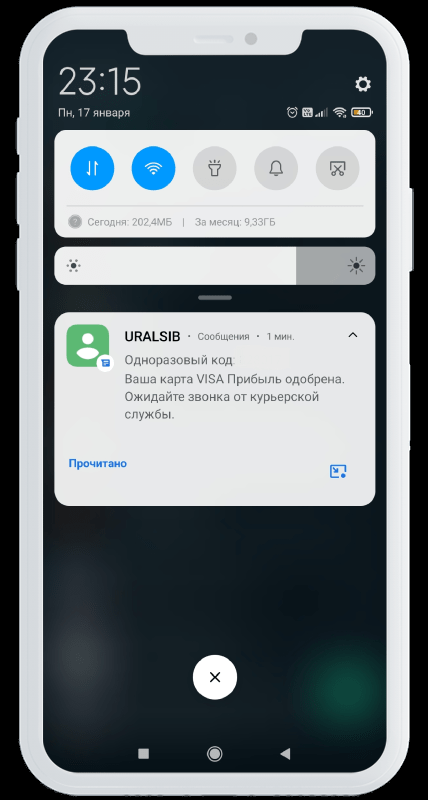 23:15
Пн, 17 января
40
Сегодня: 202,4МБ | За месяц: 9,33ГБ
URALSIB • Сообщения • 1 мин.
Одноразовый код:
Ваша карта VISA Прибыль одобрена.
Ожидайте звонка от курьерской
службы.
Прочитано